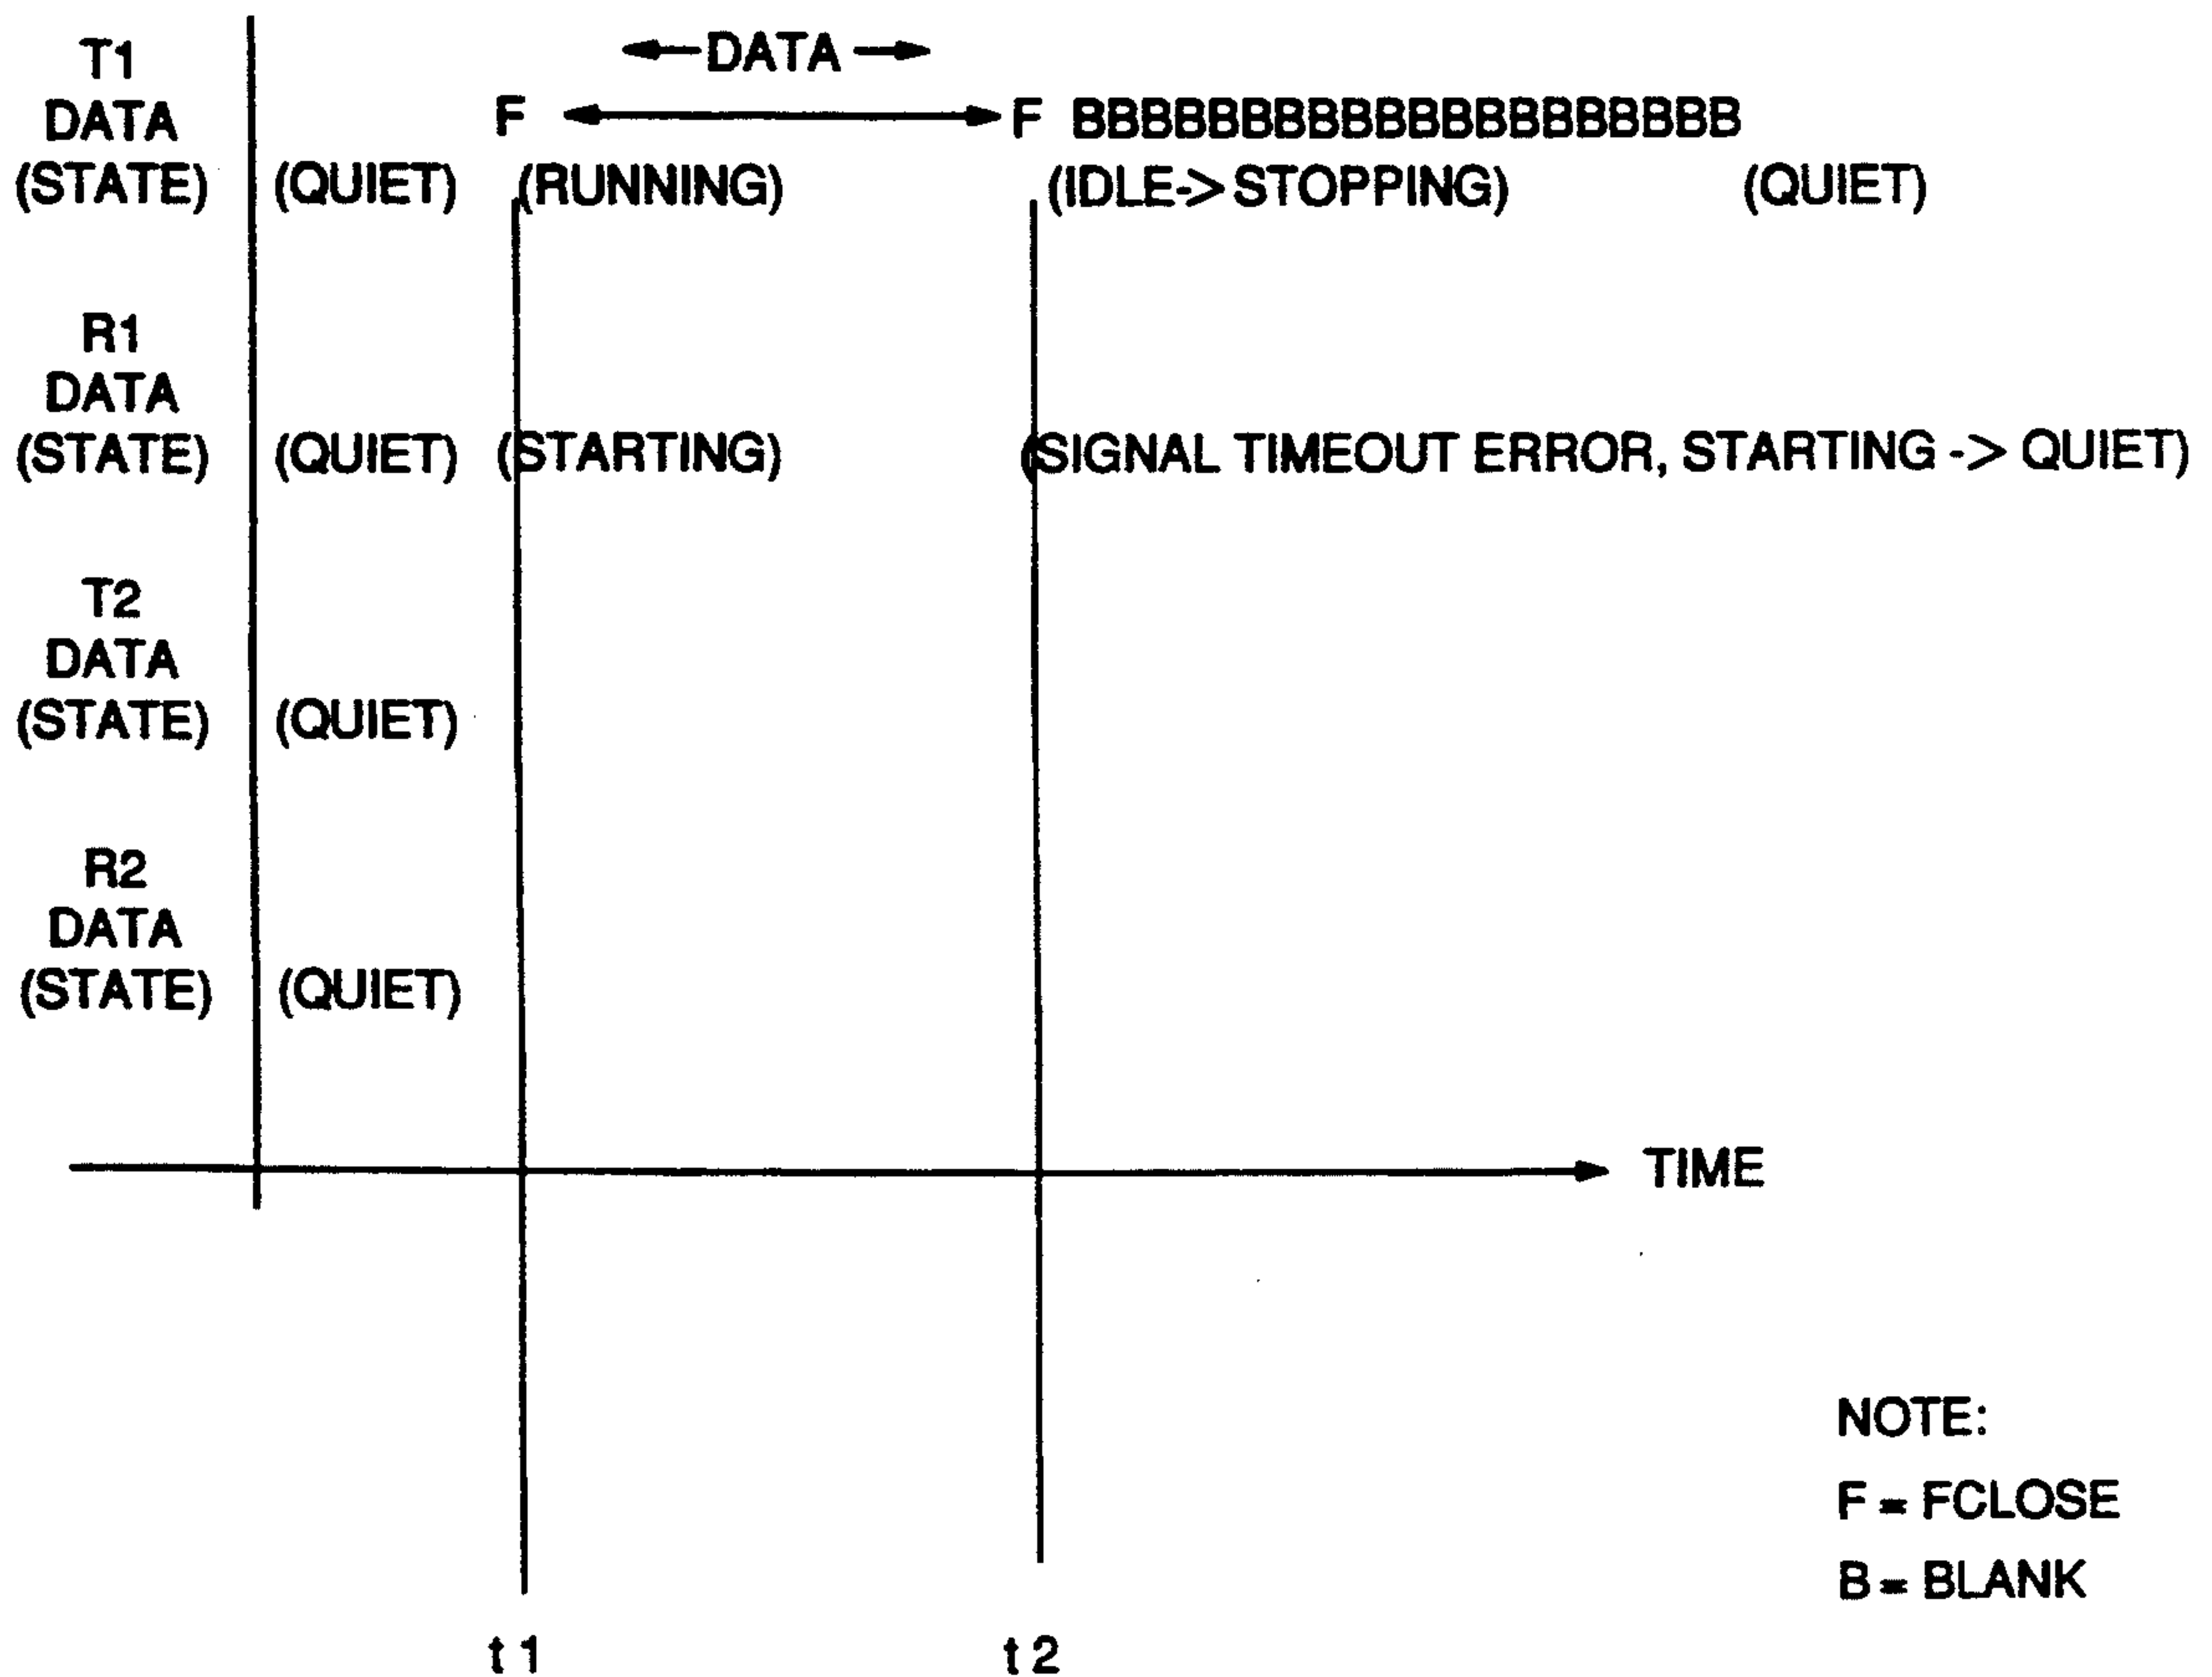 T1
DATA
(STATE)
(QUIET)
DATA
F
F BBBBBBBBBBBBBBBBBBBB
(RUNNING)
(IDLE->STOPPING)
(QUIET)
R1
DATA
(STATE)
(QUIET)
(STARTING)
(SIGNAL TIMEOUT ERROR, STARTING -> QUIET)
T2
DATA
(STATE)
(QUIET)
R2
DATA
(STATE)
(QUIET)
TIME
NOTE:
F = FCLOSE
B = BLANK
t1
t2